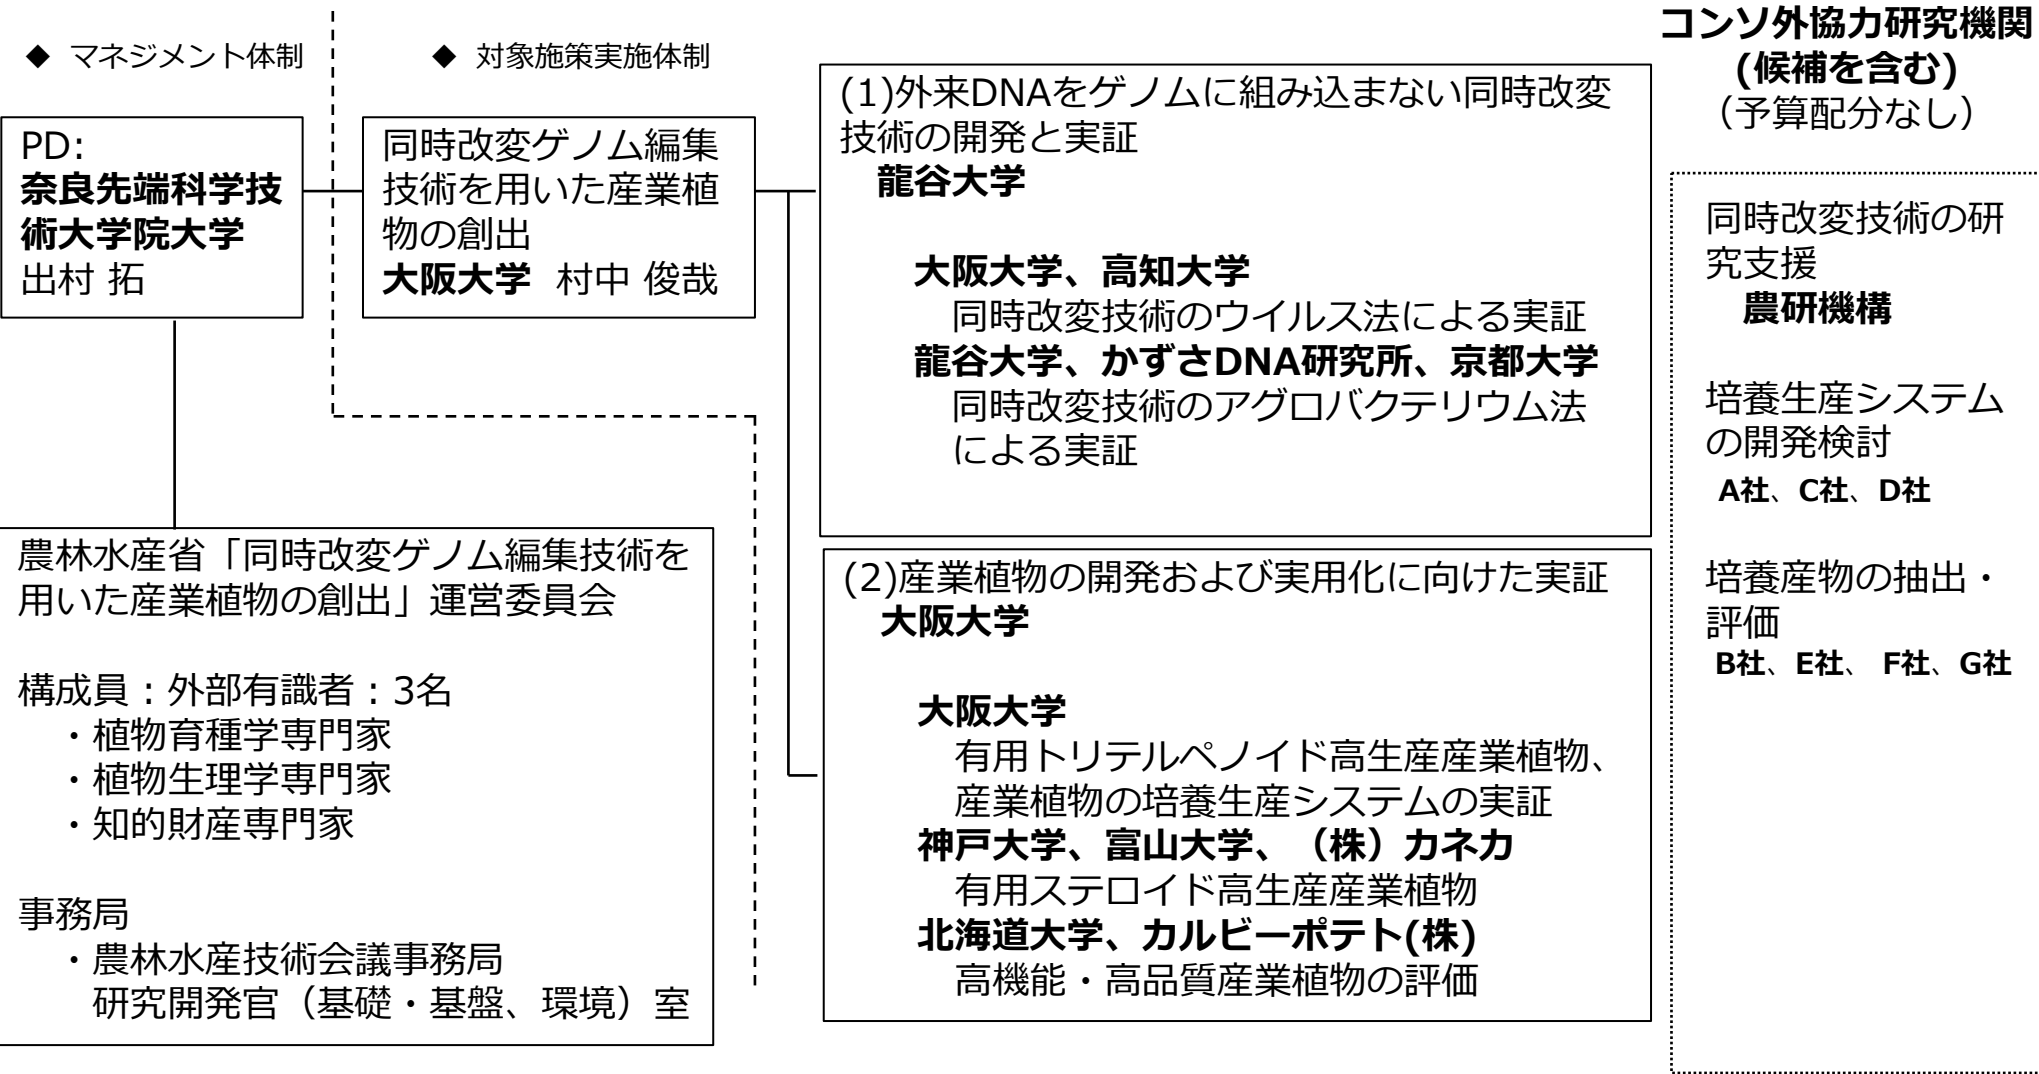 ◆ マネジメント体制
PD:
奈良先端科学技
術大学院大学
出村 拓
農林水産省「同時改変ゲノム編集技術を
用いた産業植物の創出」運営委員会
構成員：外部有識者：3名
・植物育種学専門家
・植物生理学専門家
・知的財産専門家
事務局
・農林水産技術会議事務局
研究開発官（基礎・基盤、環境）室
◆ 対象施策実施体制
同時改変ゲノム編集
技術を用いた産業植
物の創出
大阪大学 村中 俊哉
(1)外来DNAをゲノムに組み込まない同時改変
技術の開発と実証
龍谷大学
大阪大学、高知大学
同時改変技術のウイルス法による実証
龍谷大学、かずさDNA研究所、京都大学
同時改変技術のアグロバクテリウム法
による実証
(2)産業植物の開発および実用化に向けた実証
大阪大学
大阪大学
有用トリテルペノイド高生産産業植物、
産業植物の培養生産システムの実証
神戸大学、富山大学、（株）カネカ
有用ステロイド高生産産業植物
北海道大学、カルビーポテト(株)
高機能・高品質産業植物の評価
コンソ外協力研究機関
(候補を含む)
（予算配分なし）
同時改変技術の研
究支援
農研機構
培養生産システム
の開発検討
A社、C社、D社
培養産物の抽出・
評価
B社、E社、 F社、G社